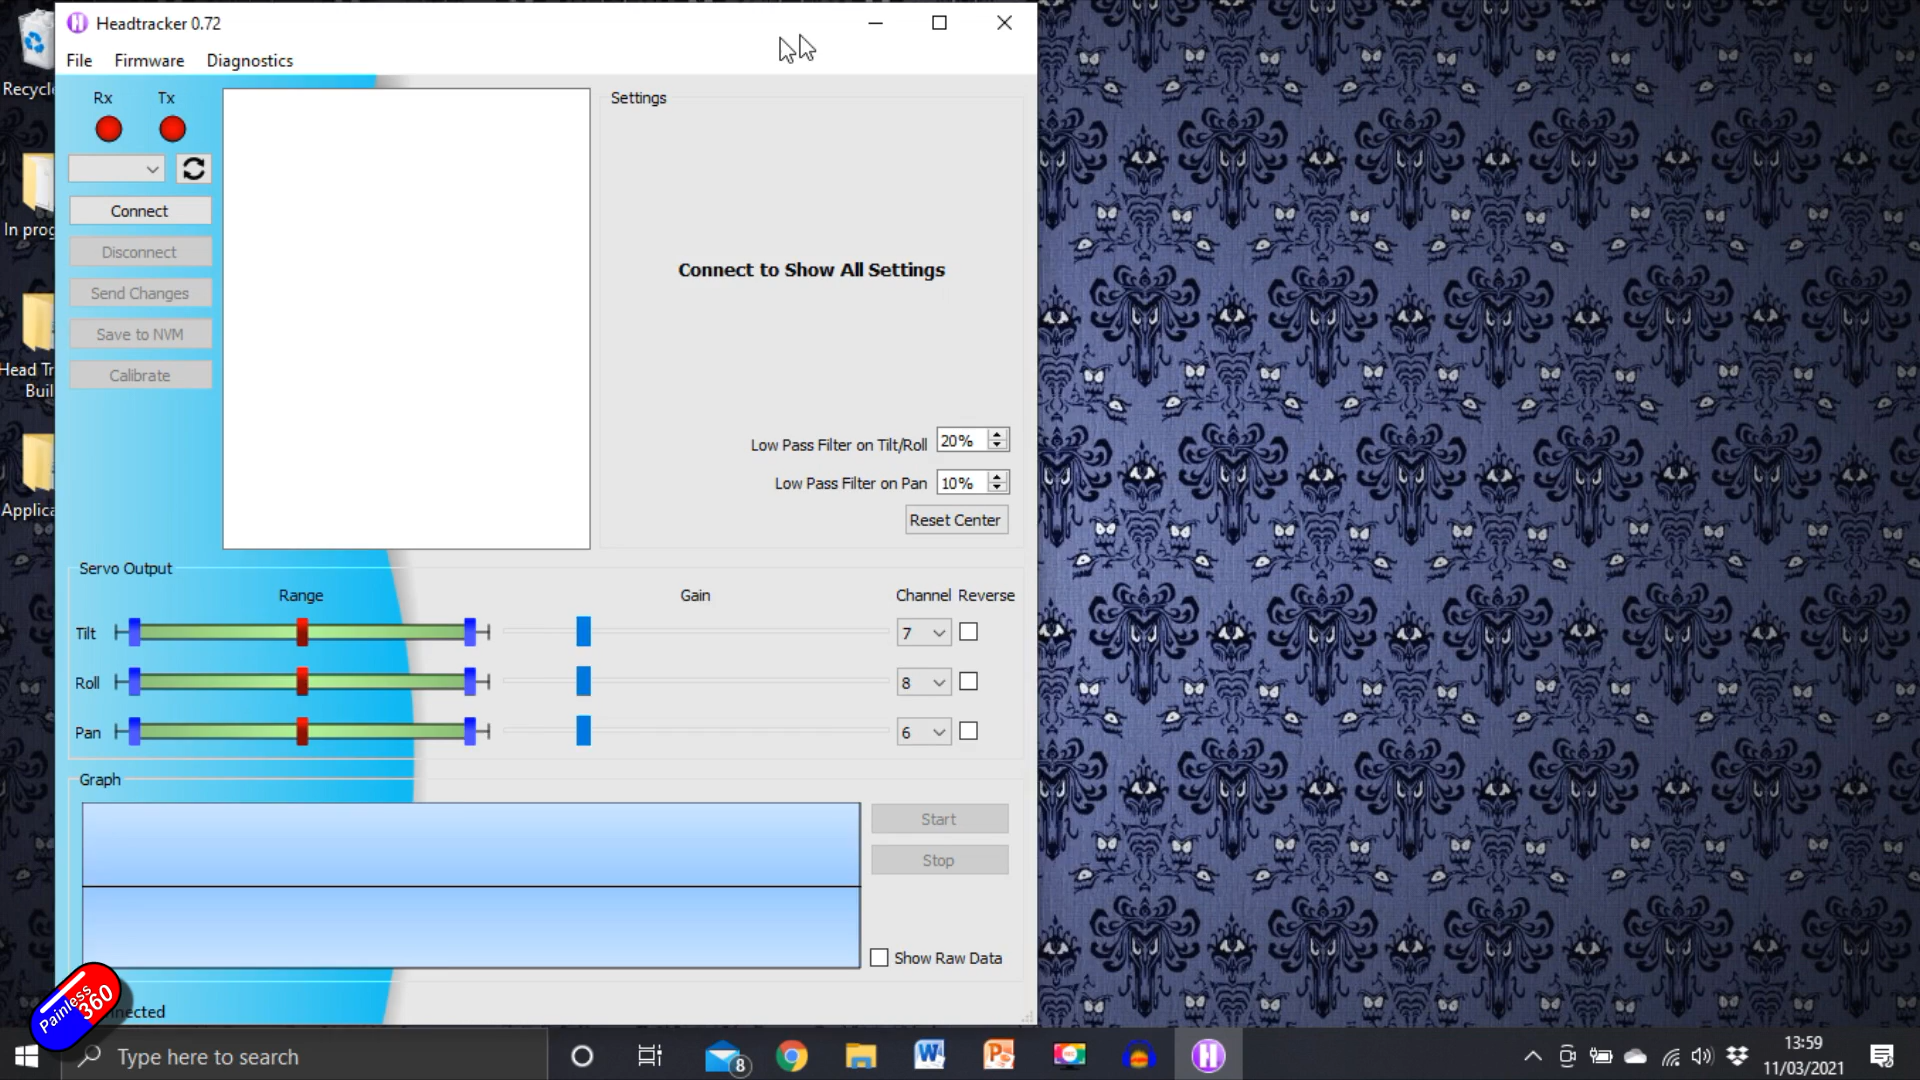 Headtracker 0.72
File Firmware Diagnostics
Recycle
Rx Tx
Settings
Connect
Disconnect
Send Changes
Save to NVM
Calibrate
Connect to Show All Settings
In prog
Head Tr
Buil
Applica
Low Pass Filter on Tilt/Roll 20%
Low Pass Filter on Pan 10%
Reset Center
Servo Output
Range Gain Channel Reverse
Tilt 7
Roll 8
Pan 6
Graph
Start
Stop
Show Raw Data
Painless
360
nected
Type here to search
8
13:59
11/03/2021